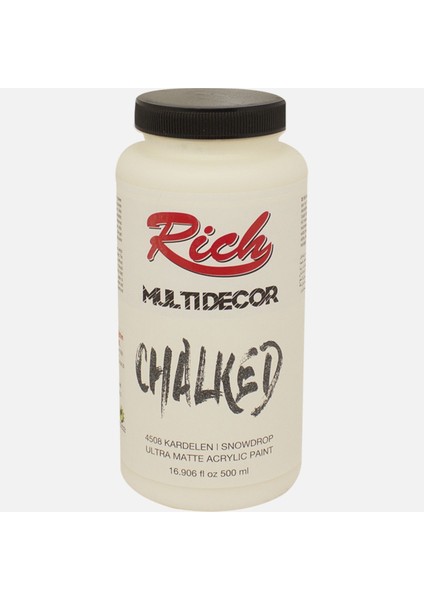 Rich
MULTIDECOR
CHALKED
4508 KARDELEN | SNOWDROP
ULTRA MATTE ACRYLIC PAINT
16.906 fl oz 500 ml